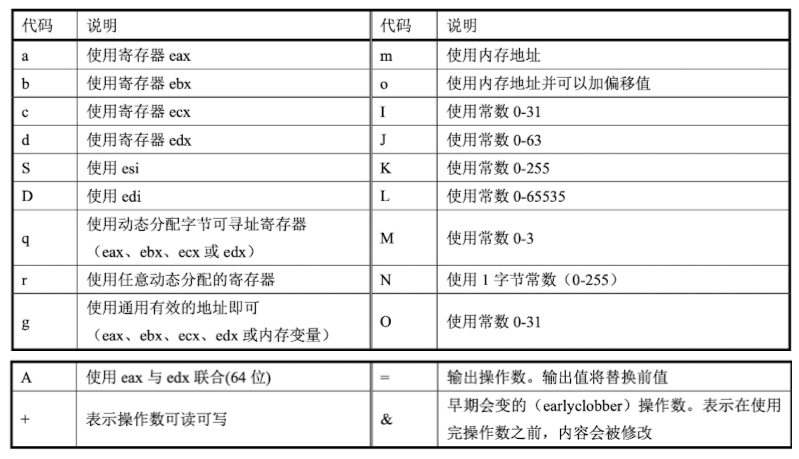 代码 说明 代码 说明
a 使用寄存器 eax m 使用内存地址
b 使用寄存器 ebx o 使用内存地址并可以加偏移值
c 使用寄存器 ecx I 使用常数 0-31
d 使用寄存器 edx J 使用常数 0-63
S 使用 esi K 使用常数 0-255
D 使用 edi L 使用常数 0-65535
q 使用动态分配字节可寻址寄存器
（eax、ebx、ecx 或 edx） M 使用常数 0-3
r 使用任意动态分配的寄存器 N 使用 1 字节常数（0-255）
g 使用通用有效的地址即可
（eax、ebx、ecx、edx 或内存变量） O 使用常数 0-31
A 使用 eax 与 edx 联合(64 位) = 输出操作数。输出值将替换前值
+ 表示操作数可读可写 & 早期会变的（earlyclobber）操作数。表示在使用
完操作数之前，内容会被修改